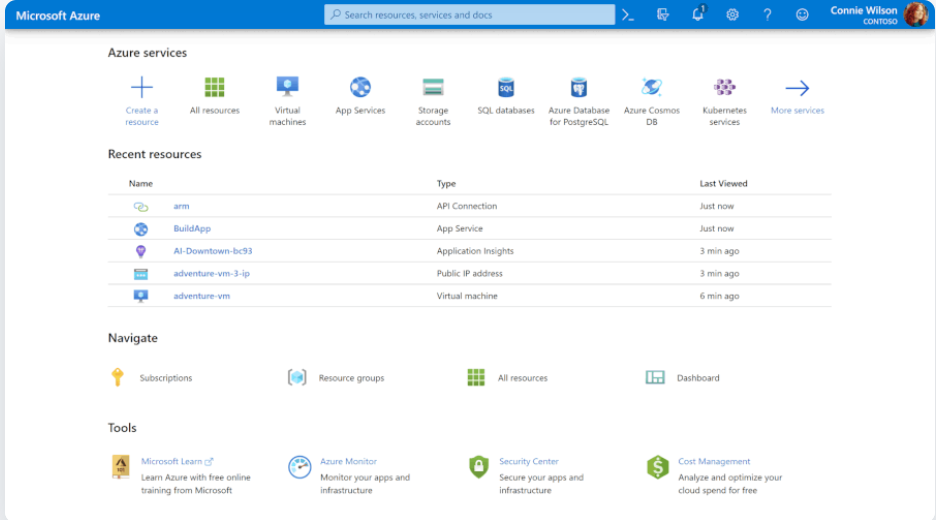 Microsoft Azure
Search resources, services and docs
1
Connie Wilson
CONTOSO
Azure services
Create a
resource
All resources
Virtual
machines
App Services
Storage
accounts
SQL
SQL databases
Azure Database
for PostgreSQL
Azure Cosmos
DB
Kubernetes
services
More services
Recent resources
Name Type Last Viewed
arm API Connection Just now
BuildApp App Service Just now
AI-Downtown-bc93 Application Insights 3 min ago
adventure-vm-3-ip Public IP address 3 min ago
adventure-vm Virtual machine 6 min ago
Navigate
Subscriptions
Resource groups
All resources
Dashboard
Tools
Microsoft Learn
Learn Azure with free online
training from Microsoft
Azure Monitor
Monitor your apps and
infrastructure
Security Center
Secure your apps and
infrastructure
Cost Management
Analyze and optimize your
cloud spend for free